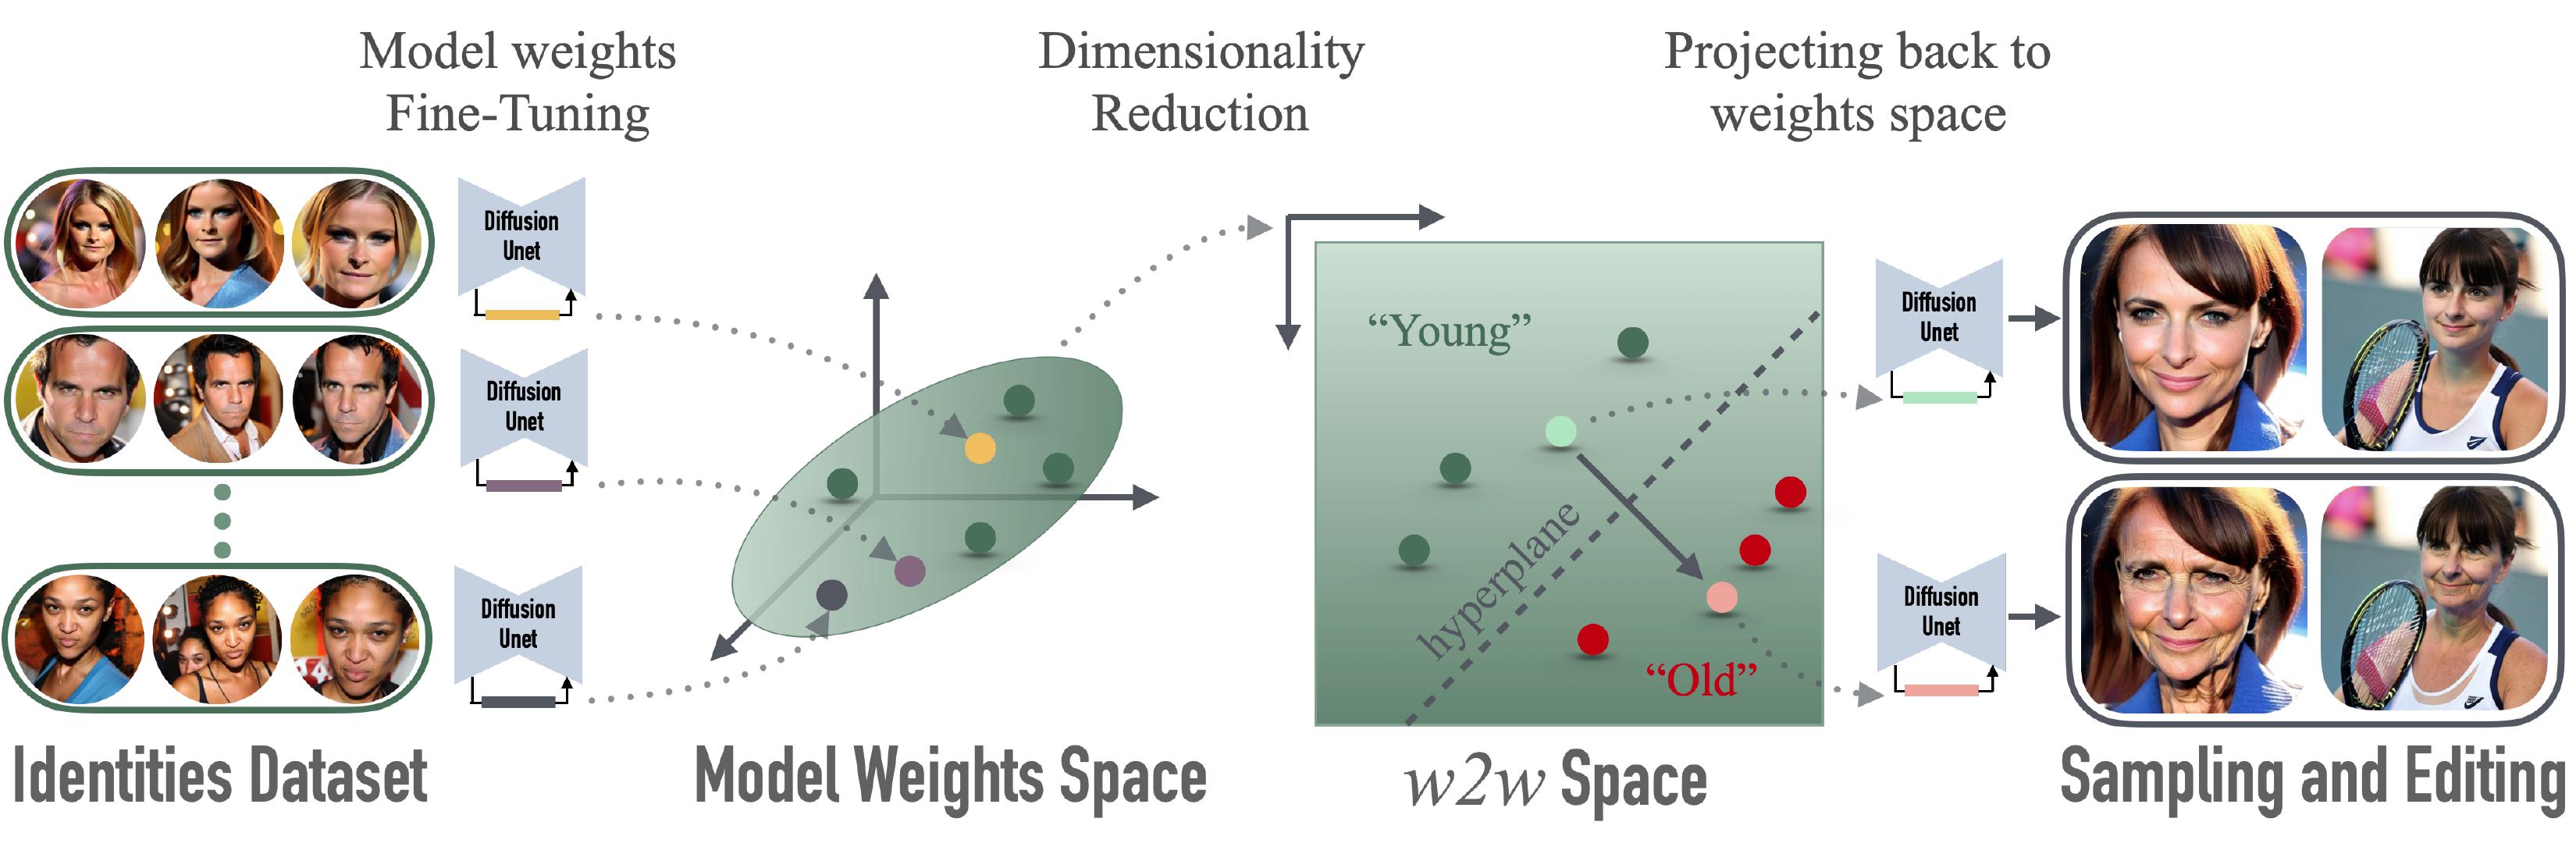 Model weights
Fine-Tuning
Dimensionality
Reduction
Projecting back to
weights space
Diffusion
Unet
Diffusion
Unet
Diffusion
Unet
“Young”
hyperplane
“Old”
Diffusion
Unet
Diffusion
Unet
Identities Dataset
Model Weights Space
w2w Space
Sampling and Editing